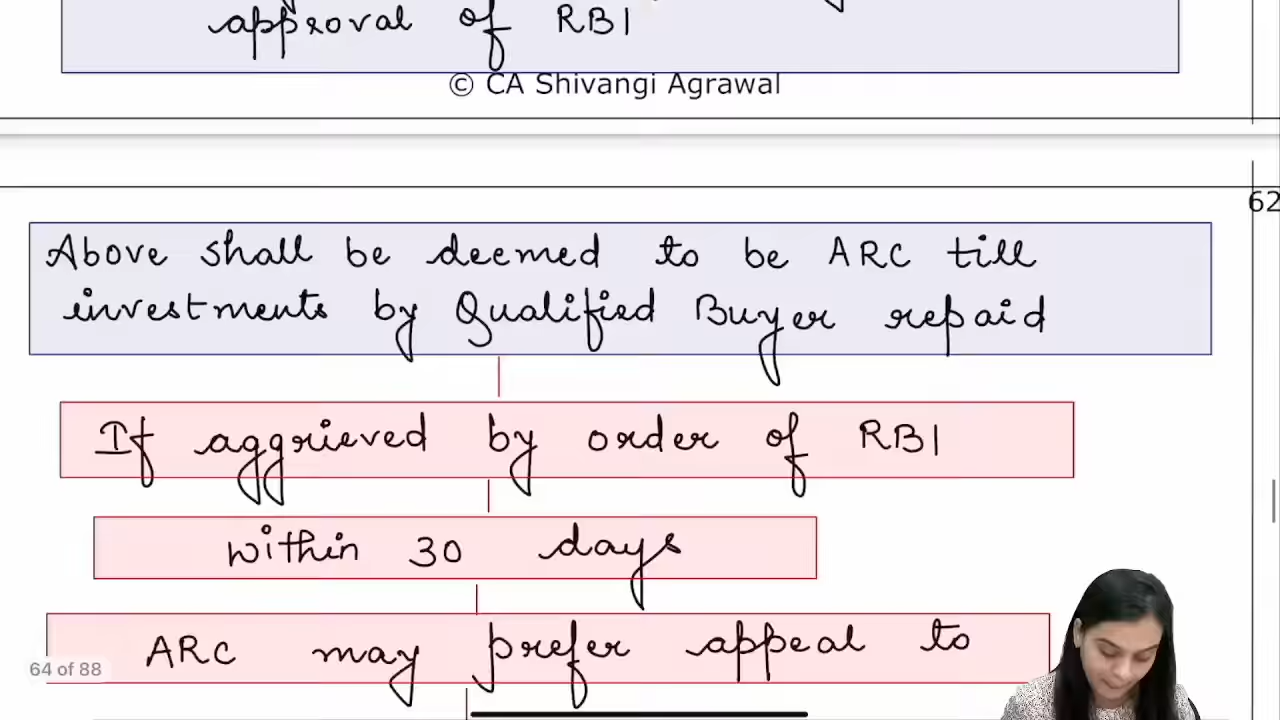 approval of RBI
© CA Shivangi Agrawal
62
Above shall be deemed to be ARC till
investments by Qualified Buyer repaid
If aggrieved by order of RBI
within 30 days
ARC may prefer appeal to
64 of 88